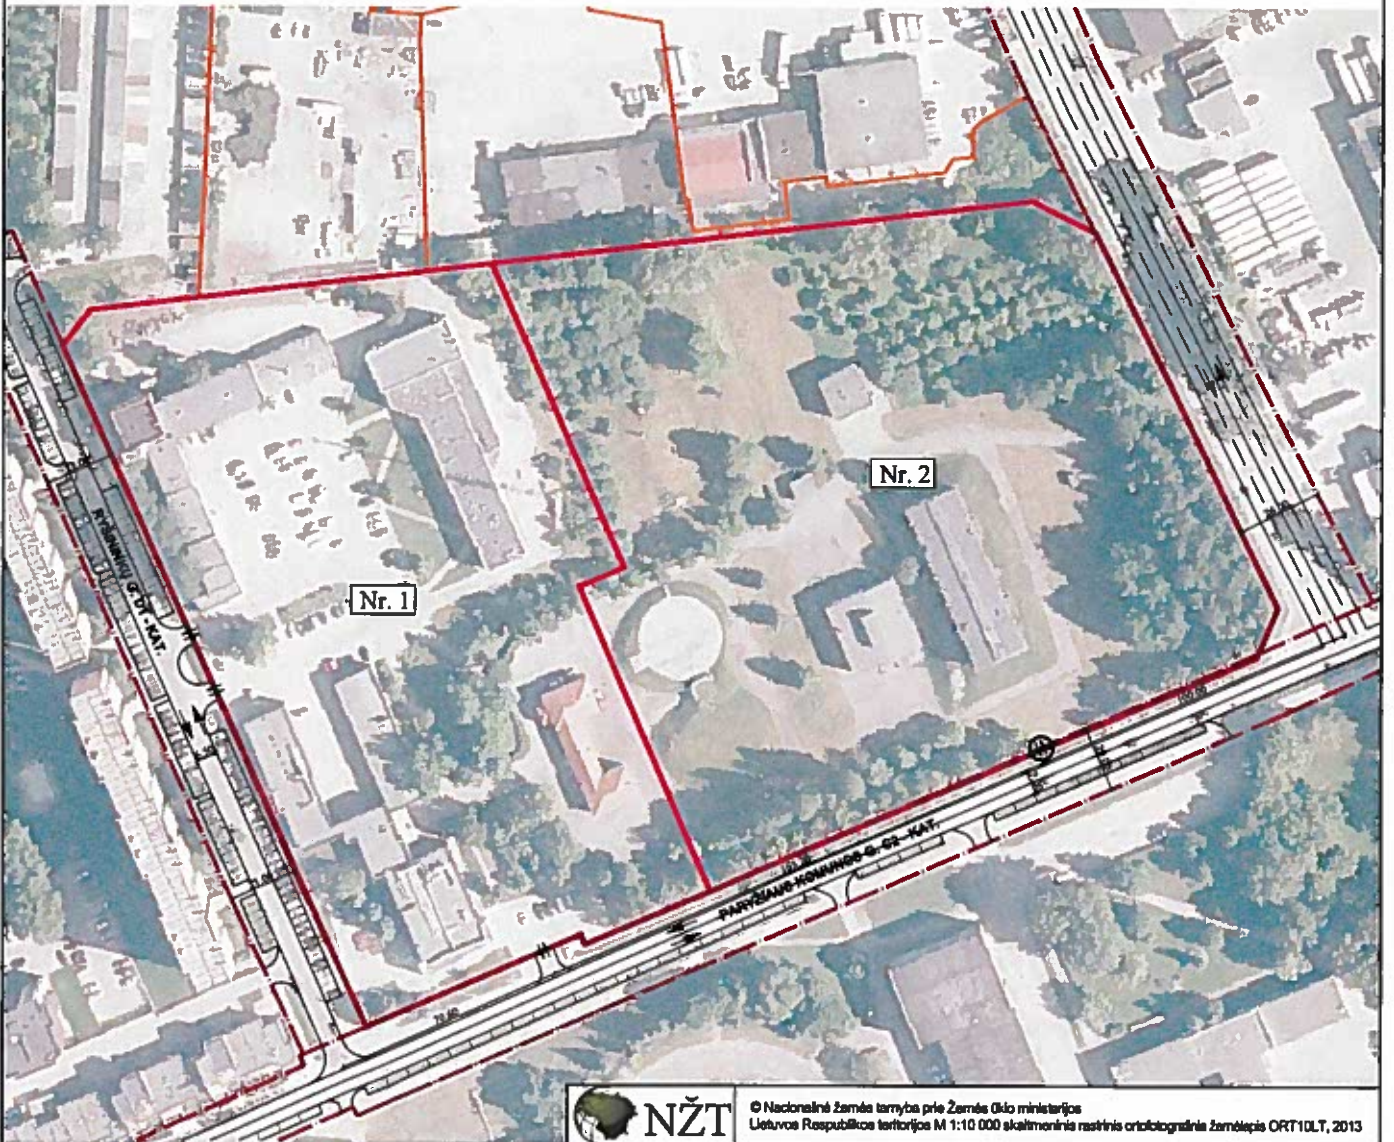 Nr. 2
Nr. 1
RYŠININKŲ G. D1 - KAT.
PARYŽIAUS KOMUNOS G. C2 - KAT.
NŽT
© Nacionalinė žemės tarnyba prie Žemės ūkio ministerijos
Lietuvos Respublikos teritorijos M 1:10 000 skaitmeninis rastrinis ortofotografinis žemėlapis ORT10LT, 2013